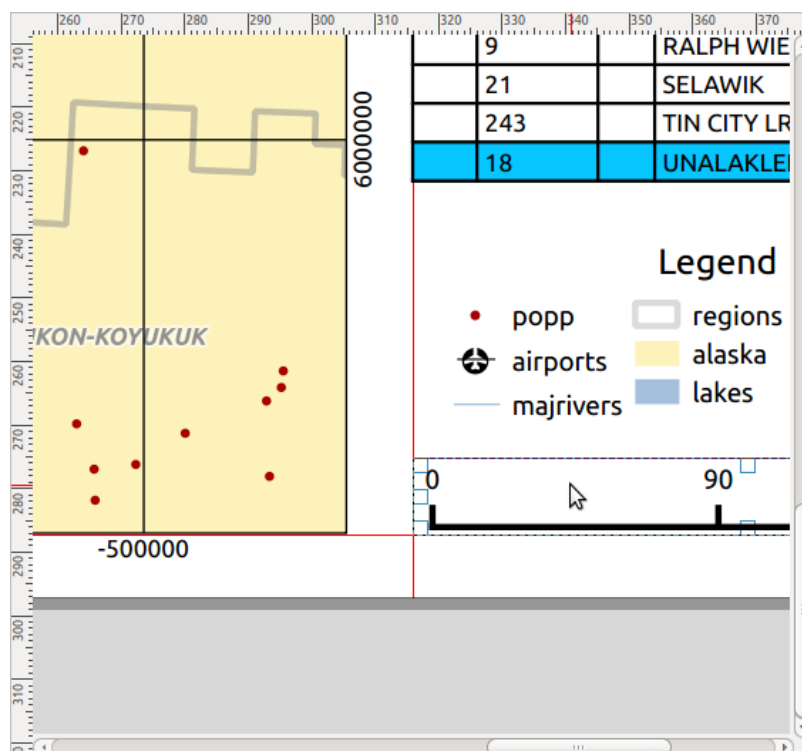 260 270 280 290 300 310 320 330 340 350 360 370
210
220
230
240
250
260
270
280
290
300
310
9 RALPH WIE
21 SELAWIK
243 TIN CITY LR
18 UNALAKLE
6000000
KON-KOYUKUK
-500000
Legend
popp
airports
majrivers
regions
alaska
lakes
0 90